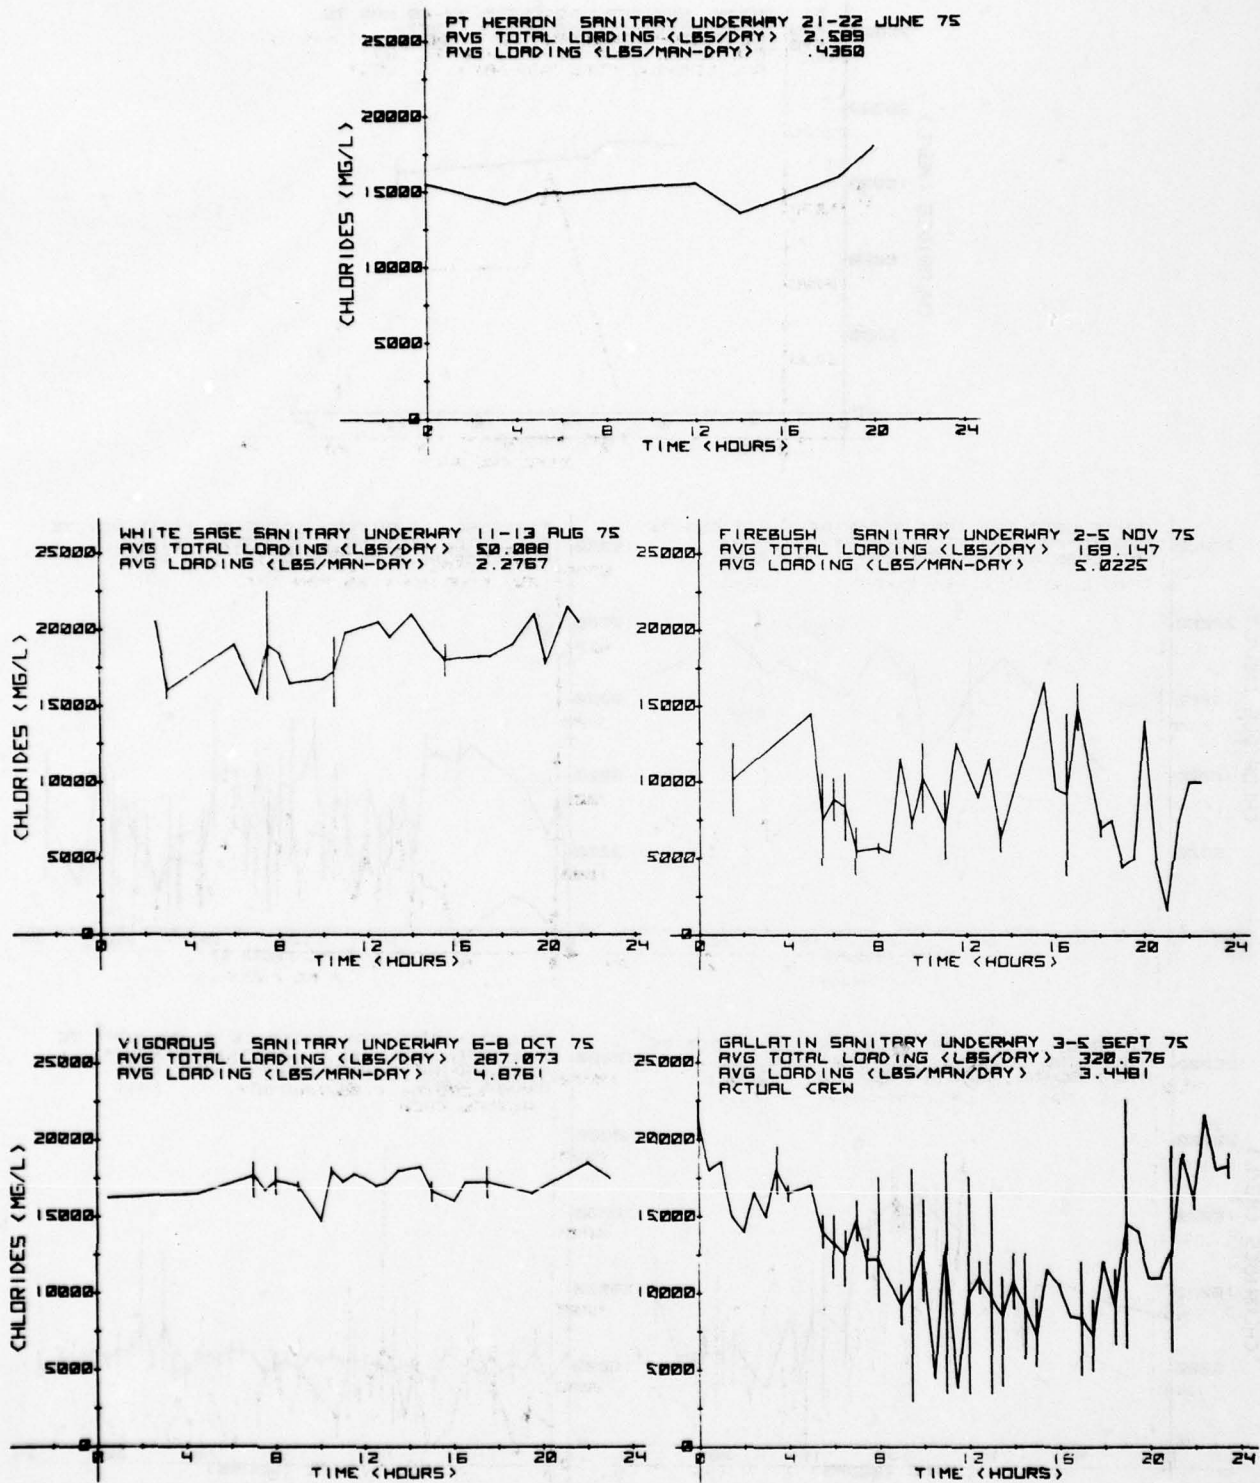 PT HERRON SANITARY UNDERWAY 21-22 JUNE 75
AVG TOTAL LOADING <LBS/DAY> 2.589
AVG LOADING <LBS/MAN-DAY> .4360
25000
20000
15000
10000
5000
0
CHLORIDES <MG/L>
0 4 8 12 16 20 24
TIME <HOURS>
WHITE SAGE SANITARY UNDERWAY 11-13 AUG 75
AVG TOTAL LOADING <LBS/DAY> 50.088
AVG LOADING <LBS/MAN-DAY> 2.2767
25000
20000
15000
10000
5000
0
CHLORIDES <MG/L>
0 4 8 12 16 20 24
TIME <HOURS>
FIREBUSH SANITARY UNDERWAY 2-5 NOV 75
AVG TOTAL LOADING <LBS/DAY> 169.147
AVG LOADING <LBS/MAN-DAY> 5.0225
25000
20000
15000
10000
5000
0
0 4 8 12 16 20 24
TIME <HOURS>
VIGOROUS SANITARY UNDERWAY 6-8 OCT 75
AVG TOTAL LOADING <LBS/DAY> 287.073
AVG LOADING <LBS/MAN-DAY> 4.8761
25000
20000
15000
10000
5000
0
CHLORIDES <MG/L>
0 4 8 12 16 20 24
TIME <HOURS>
GALLATIN SANITARY UNDERWAY 3-5 SEPT 75
AVG TOTAL LOADING <LBS/DAY> 320.676
AVG LOADING <LBS/MAN/DAY> 3.4481
ACTUAL CREW
25000
20000
15000
10000
5000
0
0 4 8 12 16 20 24
TIME <HOURS>